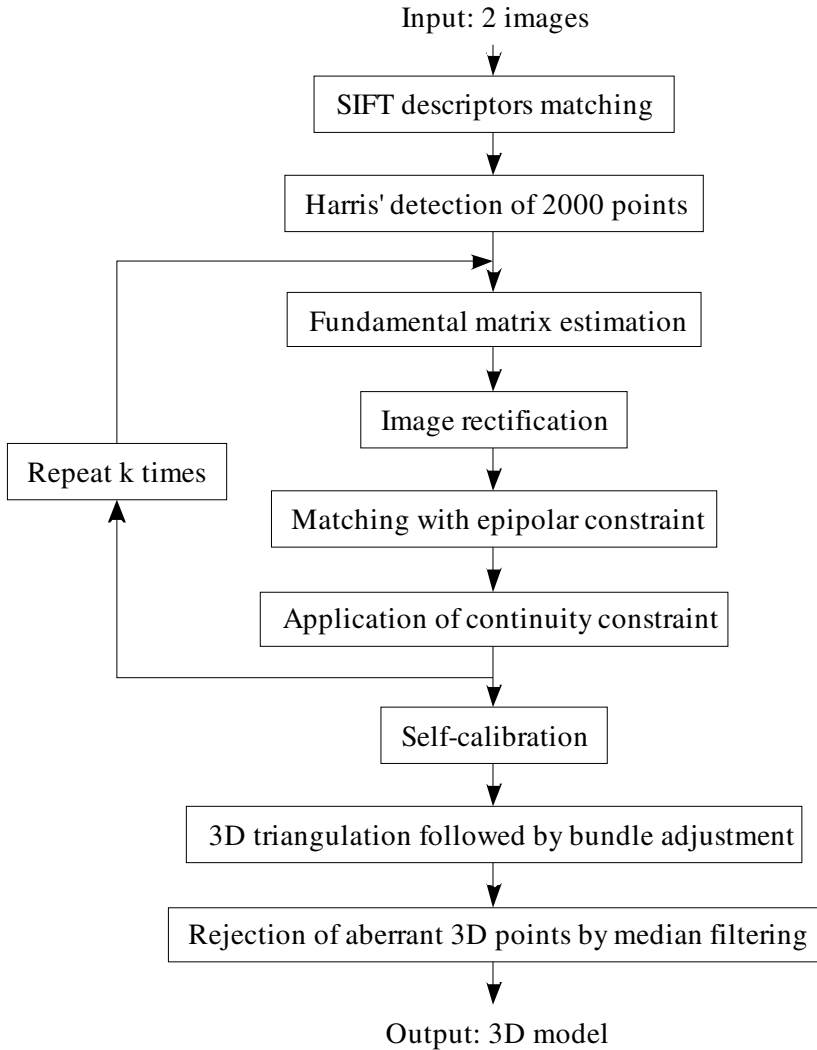 Input: 2 images
SIFT descriptors matching
Harris' detection of 2000 points
Fundamental matrix estimation
Image rectification
Repeat k times
Matching with epipolar constraint
Application of continuity constraint
Self-calibration
3D triangulation followed by bundle adjustment
Rejection of aberrant 3D points by median filtering
Output: 3D model